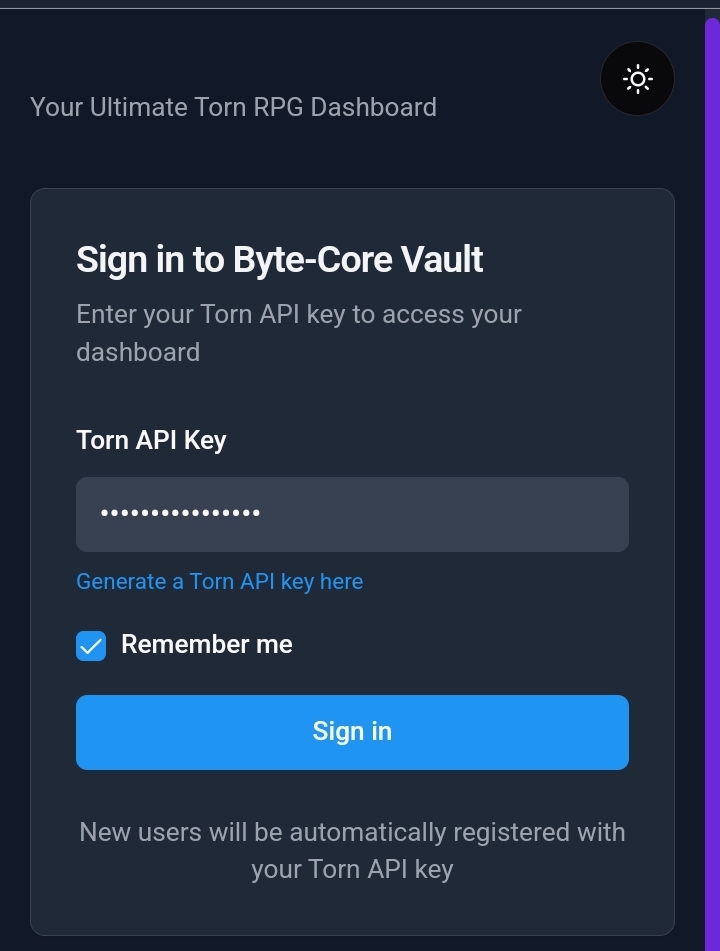 Your Ultimate Torn RPG Dashboard
Sign in to Byte-Core Vault
Enter your Torn API key to access your
dashboard
Torn API Key
••••••••••••••••
Generate a Torn API key here
Remember me
Sign in
New users will be automatically registered with
your Torn API key